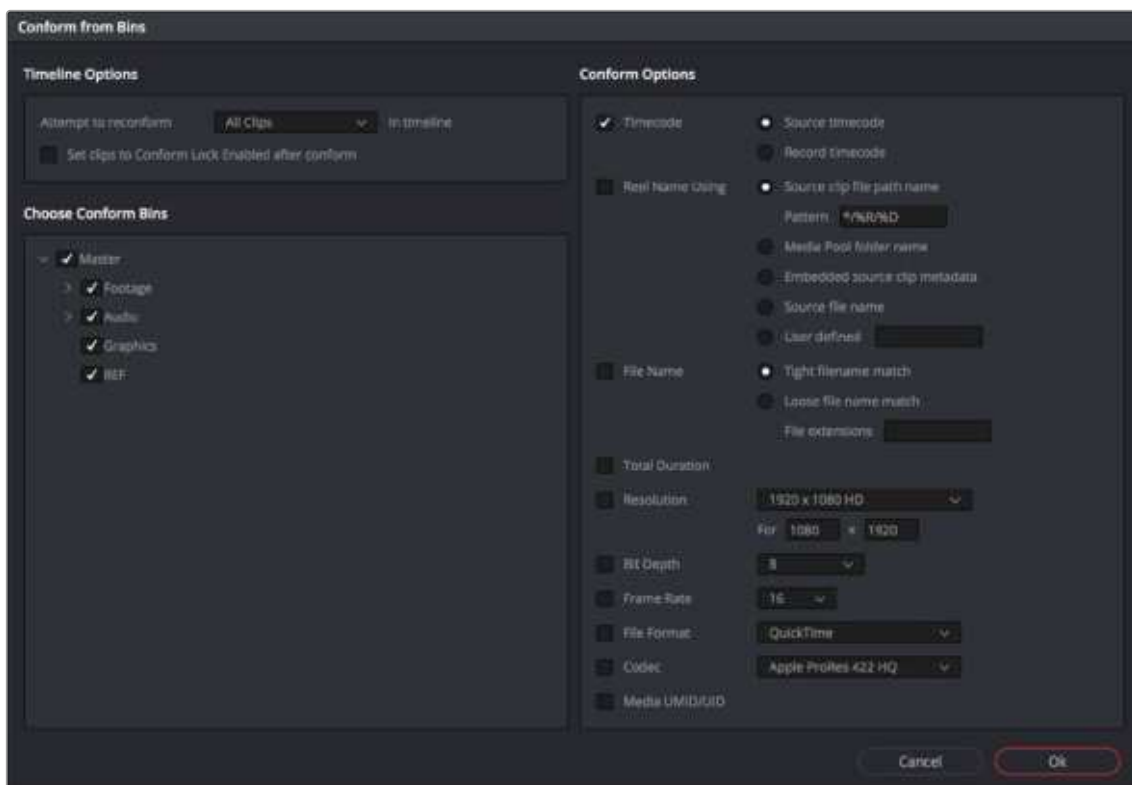 Conform from Bins
Timeline Options
Attempt to reconform All Clips In timeline
Set clips to Conform Lock Enabled after conform
Choose Conform Bins
Master
Footage
Audio
Graphics
REF
Conform Options
Timecode Source timecode
Record timecode
Reel Name Using Source clip file path name
Pattern */%R/%D
Media Pool folder name
Embedded source clip metadata
Source file name
User defined
File Name Tight filename match
Loose file name match
File extensions
Total Duration
Resolution 1920 x 1080 HD
For 1080 x 1920
Bit Depth 8
Frame Rate 16
File Format QuickTime
Codec Apple ProRes 422 HQ
Media UMID/UID
Cancel Ok